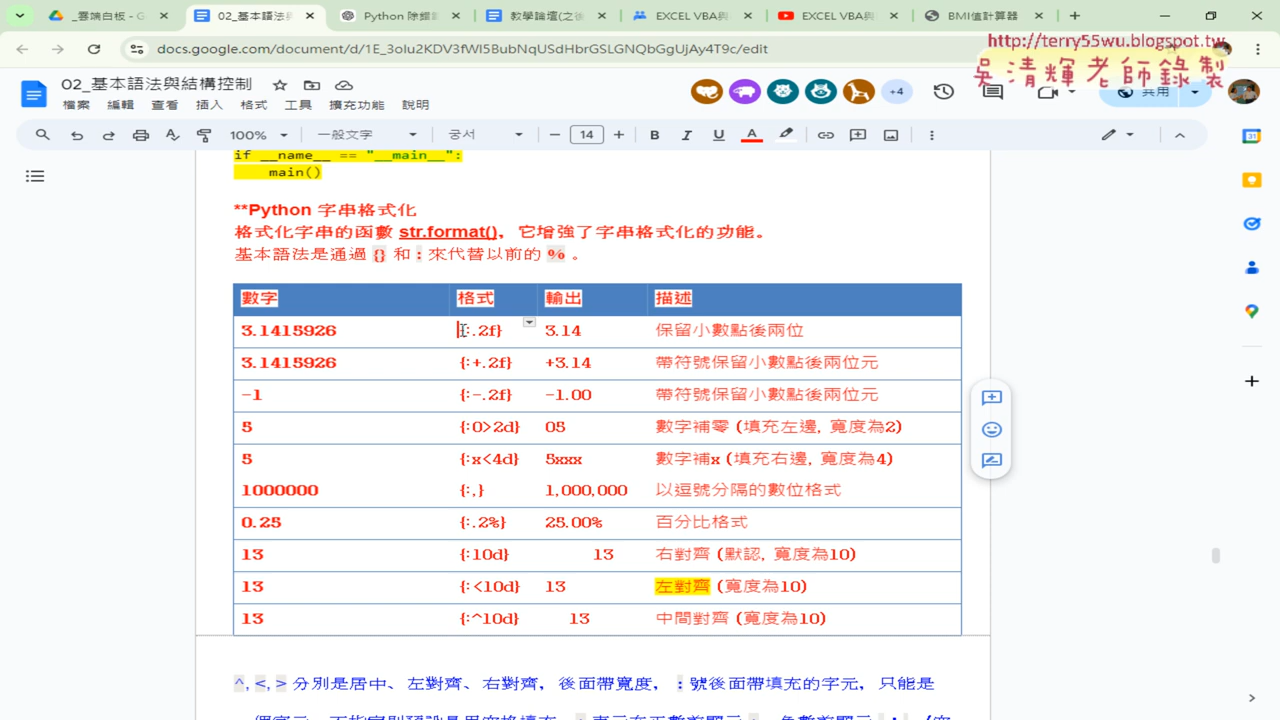 _雲端白板 - G
02_基本語法與
Python 除錯
教學論壇(之後
EXCEL VBA與
EXCEL VBA與
BMI值計算器
docs.google.com/document/d/1E_3oIu2KDV3fWI5BubNqUSdHbrGSLGNQbGgUjAy4T9c/edit
http://terry55wu.blogspot.tw
吳清輝老師錄製
02_基本語法與結構控制
檔案 編輯 查看 插入 格式 工具 擴充功能 說明
+4
共用
100% 一般文字 궁서 14 B I U A
if __name__ == "__main__":
main()
**Python 字串格式化
格式化字串的函數 str.format(), 它增強了字串格式化的功能。
基本語法是通過 {} 和 : 來代替以前的 % 。
數字 格式 輸出 描述
3.1415926 {:.2f} 3.14 保留小數點後兩位
3.1415926 {:+.2f} +3.14 帶符號保留小數點後兩位元
-1 {:-.2f} -1.00 帶符號保留小數點後兩位元
5 {:0>2d} 05 數字補零 (填充左邊, 寬度為2)
5 {:x<4d} 5xxx 數字補x (填充右邊, 寬度為4)
1000000 {:,} 1,000,000 以逗號分隔的數位格式
0.25 {:.2%} 25.00% 百分比格式
13 {:10d} 13 右對齊 (默認, 寬度為10)
13 {:<10d} 13 左對齊 (寬度為10)
13 {:^10d} 13 中間對齊 (寬度為10)
^, <, > 分別是居中、左對齊、右對齊, 後面帶寬度, : 號後面帶填充的字元, 只能是